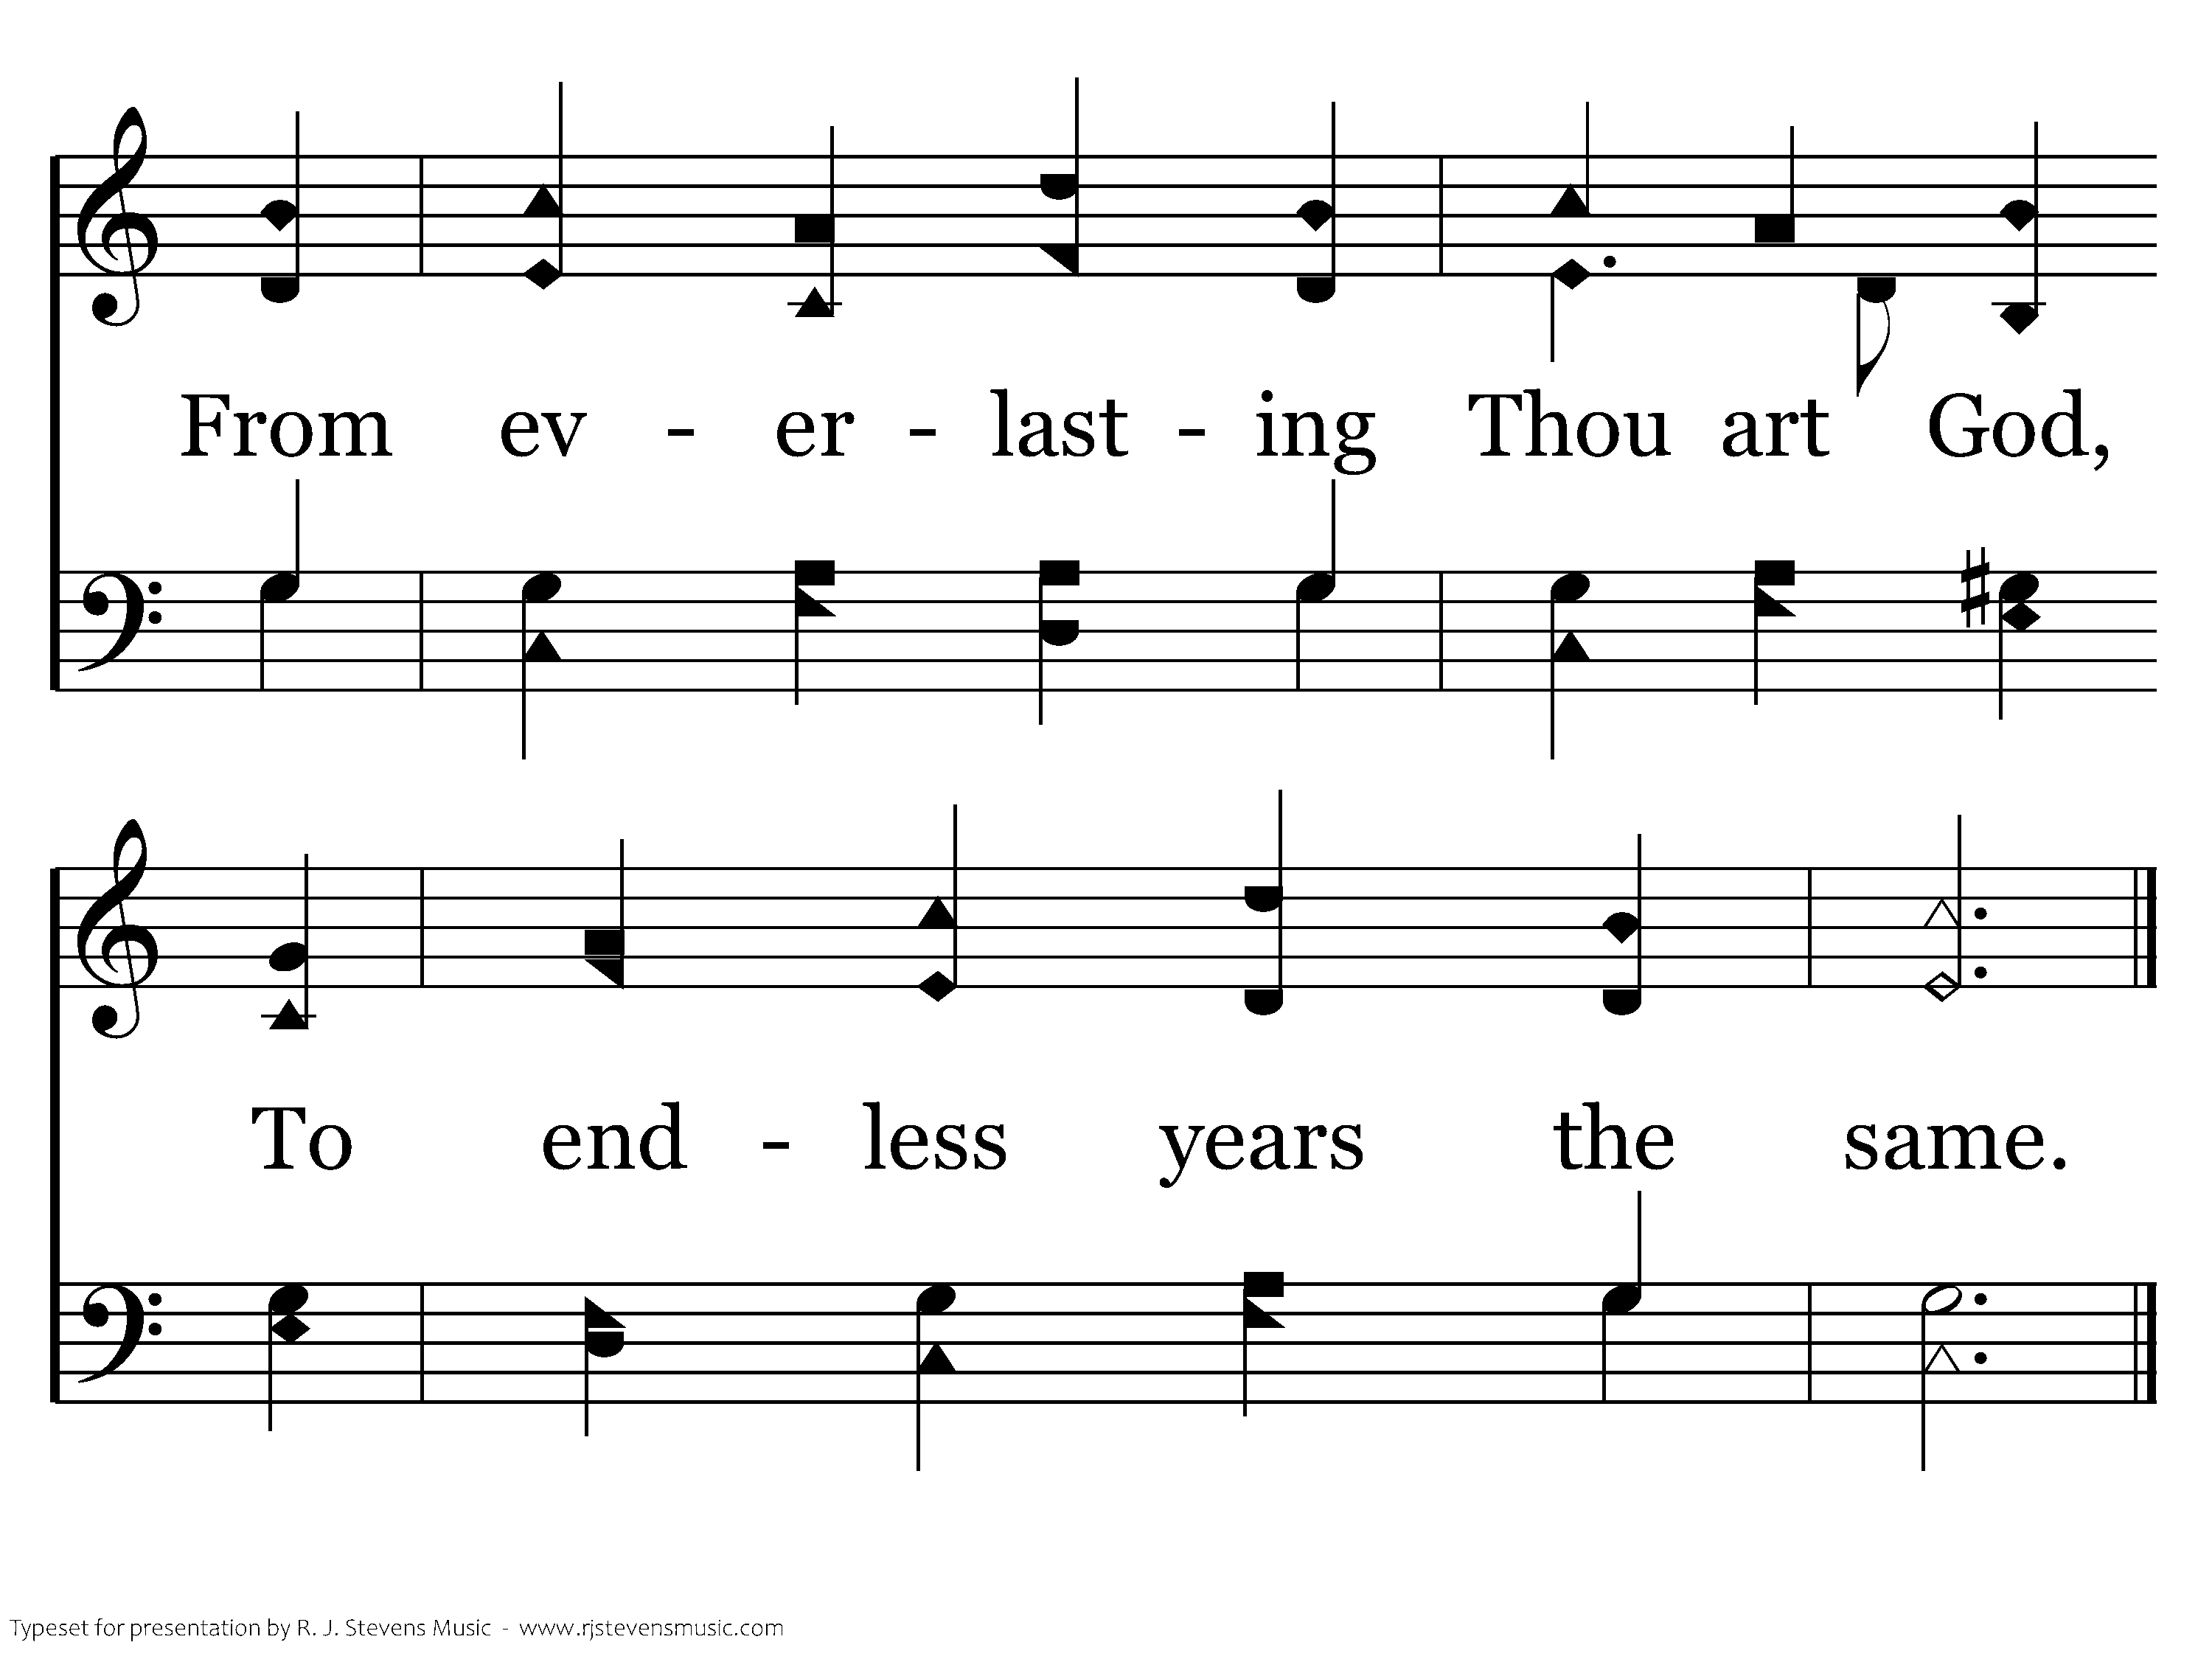 From ev - er - last - ing Thou art God,
To end - less years the same.
Typeset for presentation by R. J. Stevens Music - www.rjstevensmusic.com